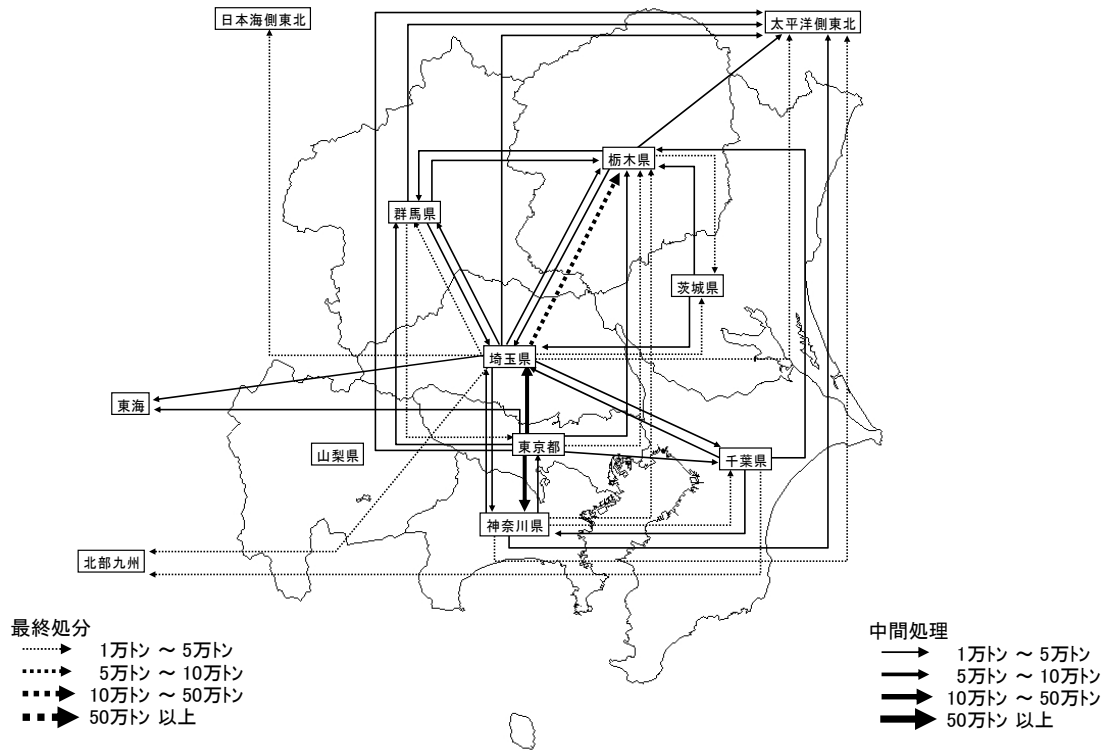 日本海側東北
太平洋側東北
栃木県
群馬県
茨城県
埼玉県
東海
東京都
山梨県
千葉県
神奈川県
北部九州
最終処分
1万トン ～ 5万トン
5万トン ～ 10万トン
10万トン ～ 50万トン
50万トン 以上
中間処理
1万トン ～ 5万トン
5万トン ～ 10万トン
10万トン ～ 50万トン
50万トン 以上